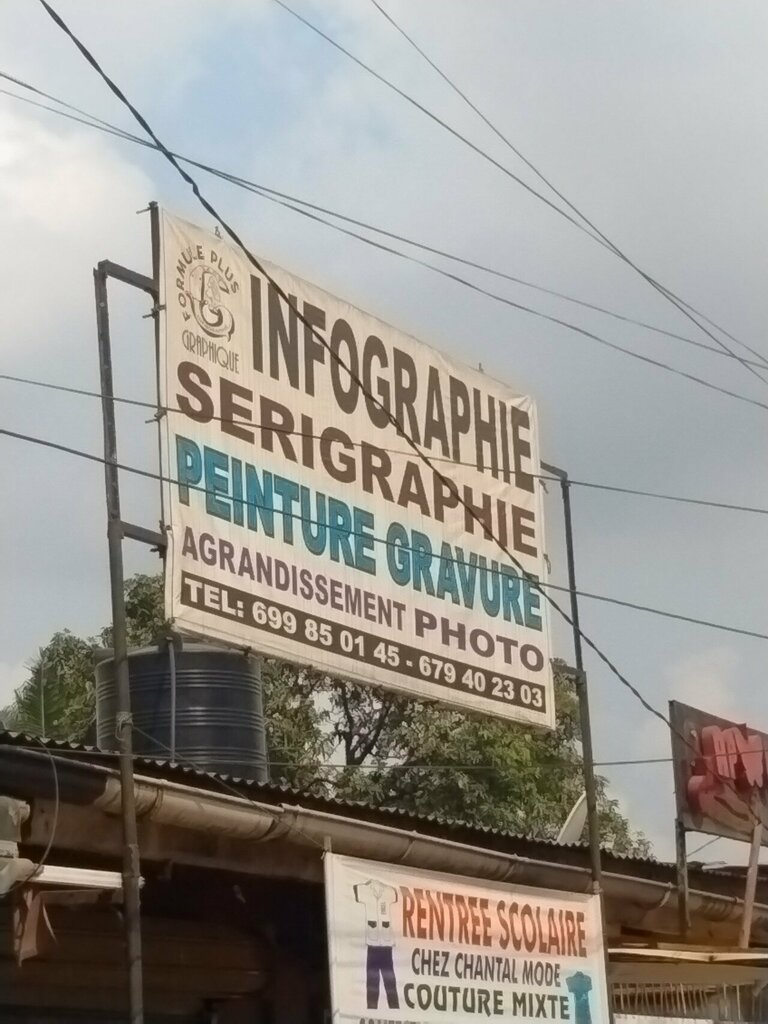 FORMULE PLUS
GRAPHIQUE
INFOGRAPHIE
SERIGRAPHIE
PEINTURE GRAVURE
AGRANDISSEMENT PHOTO
TEL: 699 85 01 45 - 679 40 23 03
RENTREE SCOLAIRE
CHEZ CHANTAL MODE
COUTURE MIXTE